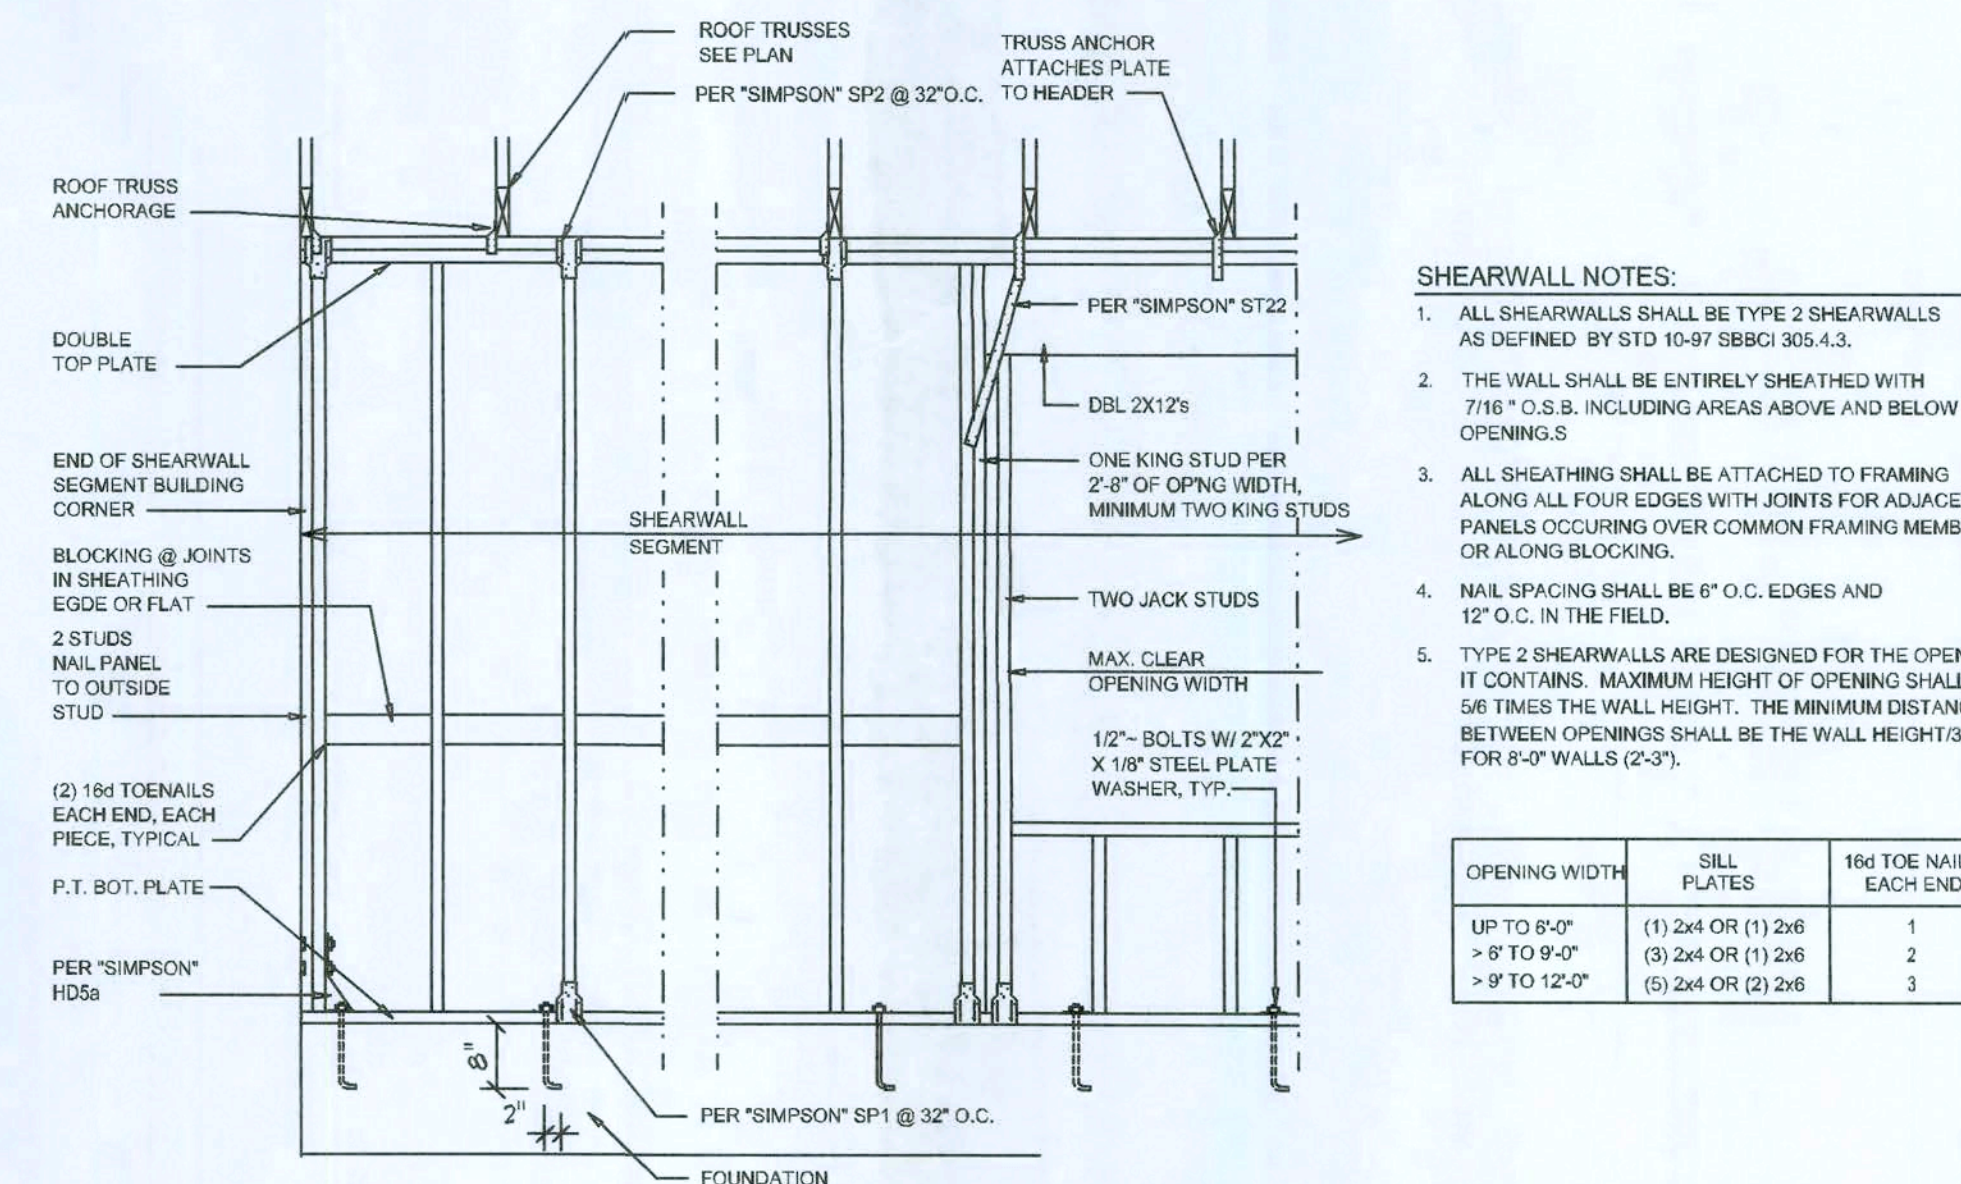 ROOF TRUSSES
SEE PLAN
PER "SIMPSON" SP2 @ 32"O.C.
TRUSS ANCHOR
ATTACHES PLATE
TO HEADER
ROOF TRUSS
ANCHORAGE
DOUBLE
TOP PLATE
END OF SHEARWALL
SEGMENT BUILDING
CORNER
BLOCKING @ JOINTS
IN SHEATHING
EGDE OR FLAT
2 STUDS
NAIL PANEL
TO OUTSIDE
STUD
(2) 16d TOENAILS
EACH END, EACH
PIECE, TYPICAL
P.T. BOT. PLATE
PER "SIMPSON"
HD5a
SHEARWALL
SEGMENT
PER "SIMPSON" ST22
DBL 2X12's
ONE KING STUD PER
2'-8" OF OP'NG WIDTH,
MINIMUM TWO KING STUDS
TWO JACK STUDS
MAX. CLEAR
OPENING WIDTH
1/2"~ BOLTS W/ 2"X2"
X 1/8" STEEL PLATE
WASHER, TYP.
8"
2"
PER "SIMPSON" SP1 @ 32" O.C.
FOUNDATION
SHEARWALL NOTES:
1. ALL SHEARWALLS SHALL BE TYPE 2 SHEARWALLS
AS DEFINED BY STD 10-97 SBBCI 305.4.3.
2. THE WALL SHALL BE ENTIRELY SHEATHED WITH
7/16 " O.S.B. INCLUDING AREAS ABOVE AND BELOW
OPENING.S
3. ALL SHEATHING SHALL BE ATTACHED TO FRAMING
ALONG ALL FOUR EDGES WITH JOINTS FOR ADJACE
PANELS OCCURING OVER COMMON FRAMING MEMB
OR ALONG BLOCKING.
4. NAIL SPACING SHALL BE 6" O.C. EDGES AND
12" O.C. IN THE FIELD.
5. TYPE 2 SHEARWALLS ARE DESIGNED FOR THE OPEN
IT CONTAINS. MAXIMUM HEIGHT OF OPENING SHALL
5/6 TIMES THE WALL HEIGHT. THE MINIMUM DISTAN
BETWEEN OPENINGS SHALL BE THE WALL HEIGHT/3
FOR 8'-0" WALLS (2'-3").
OPENING WIDTH SILL PLATES 16d TOE NAIL EACH END
UP TO 6'-0" (1) 2x4 OR (1) 2x6 1
> 6' TO 9'-0" (3) 2x4 OR (1) 2x6 2
> 9' TO 12'-0" (5) 2x4 OR (2) 2x6 3